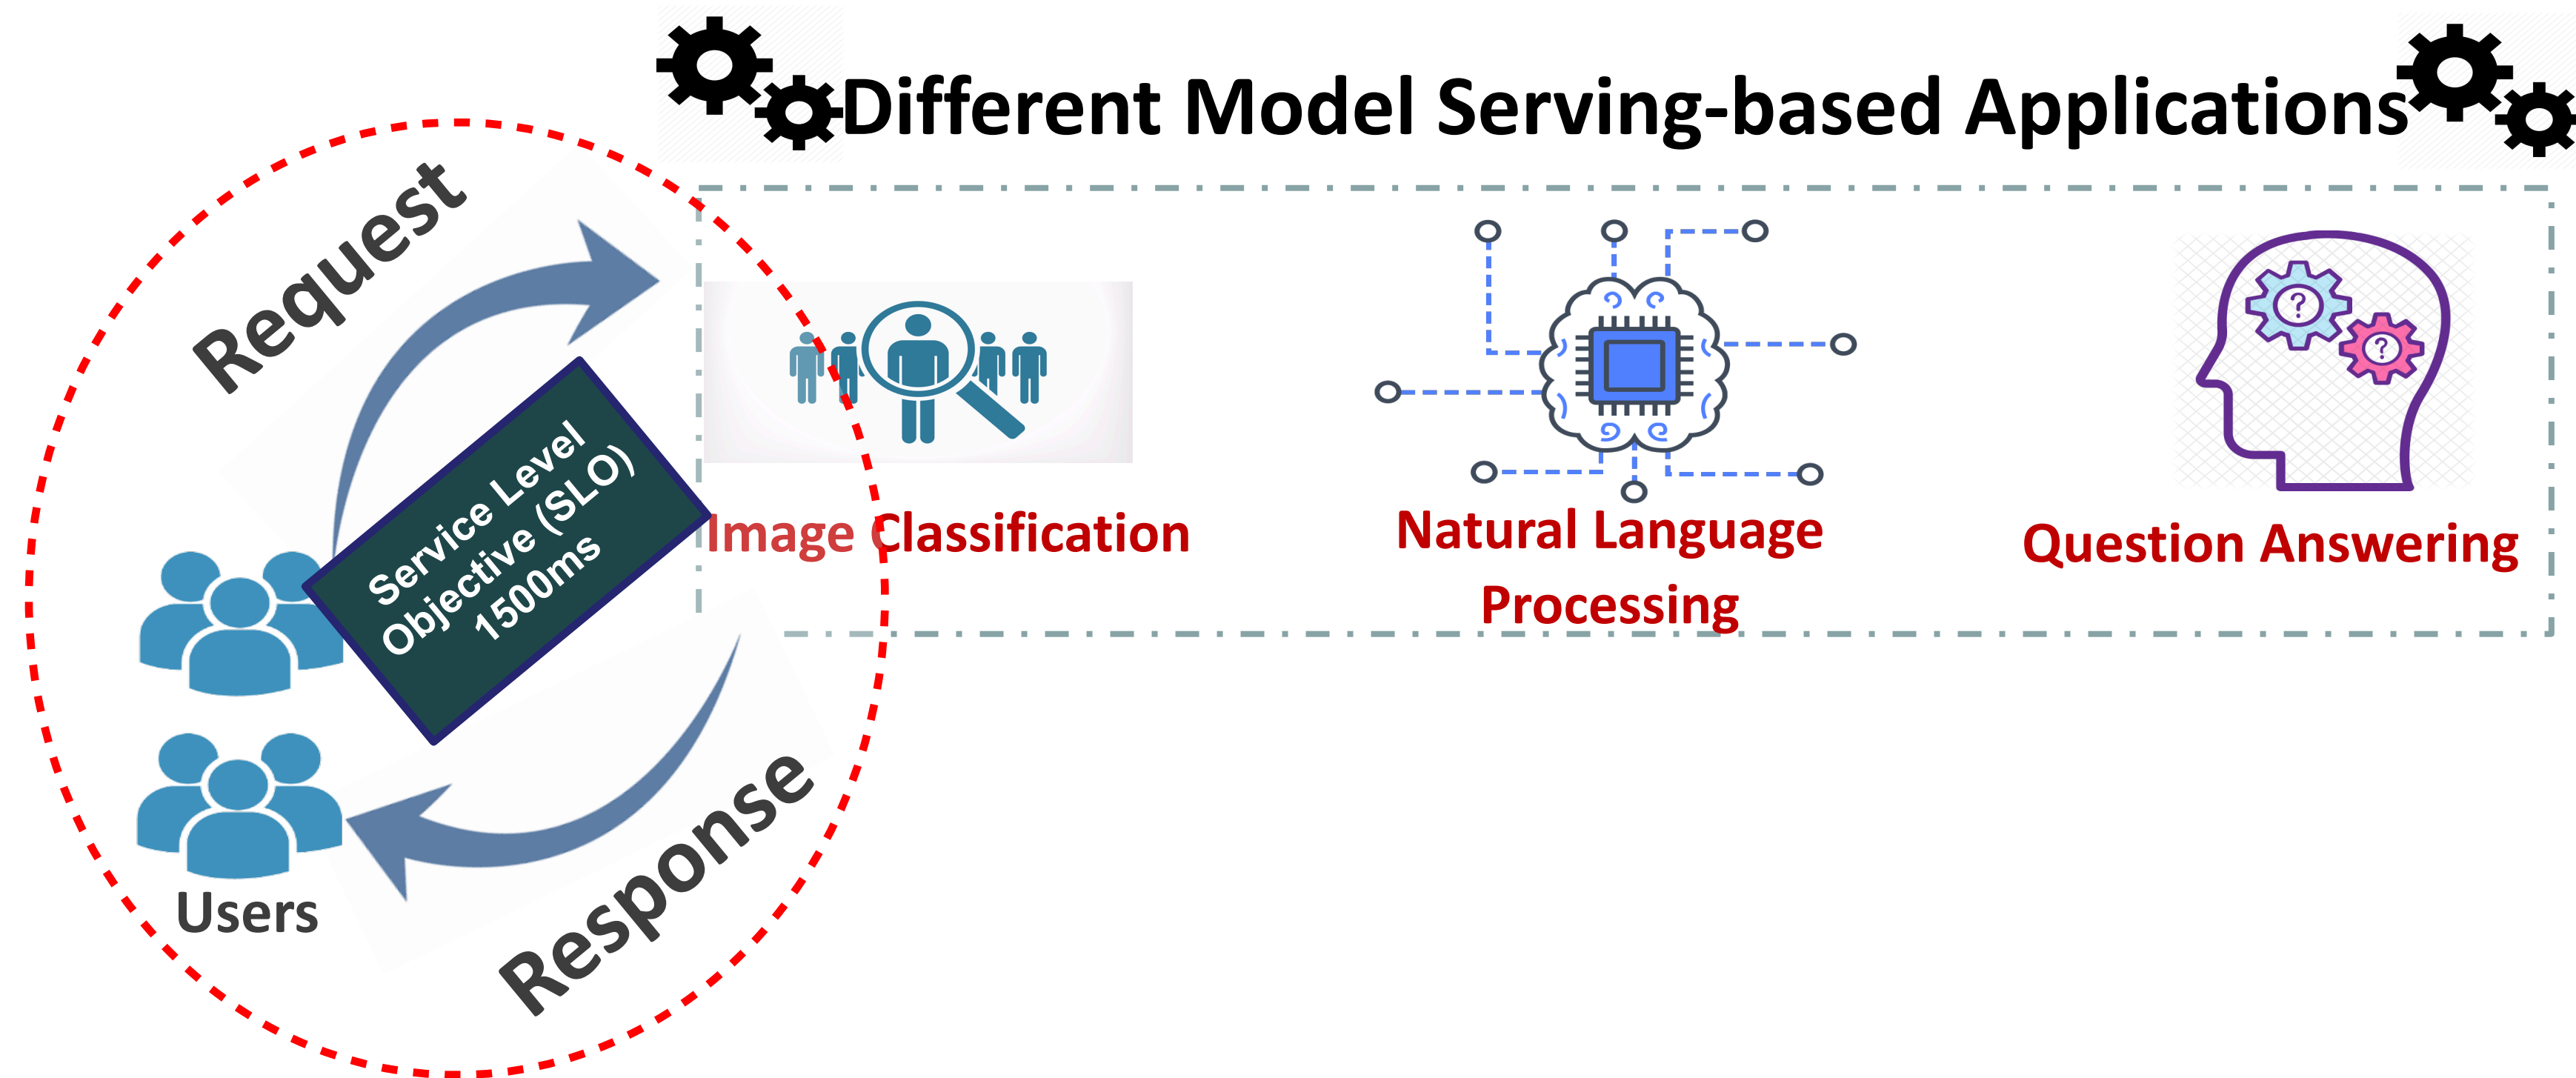 Different Model Serving-based Applications
Request
Service Level
Objective (SLO)
1500ms
Image Classification
Natural Language
Processing
? ?
Question Answering
Users
Response